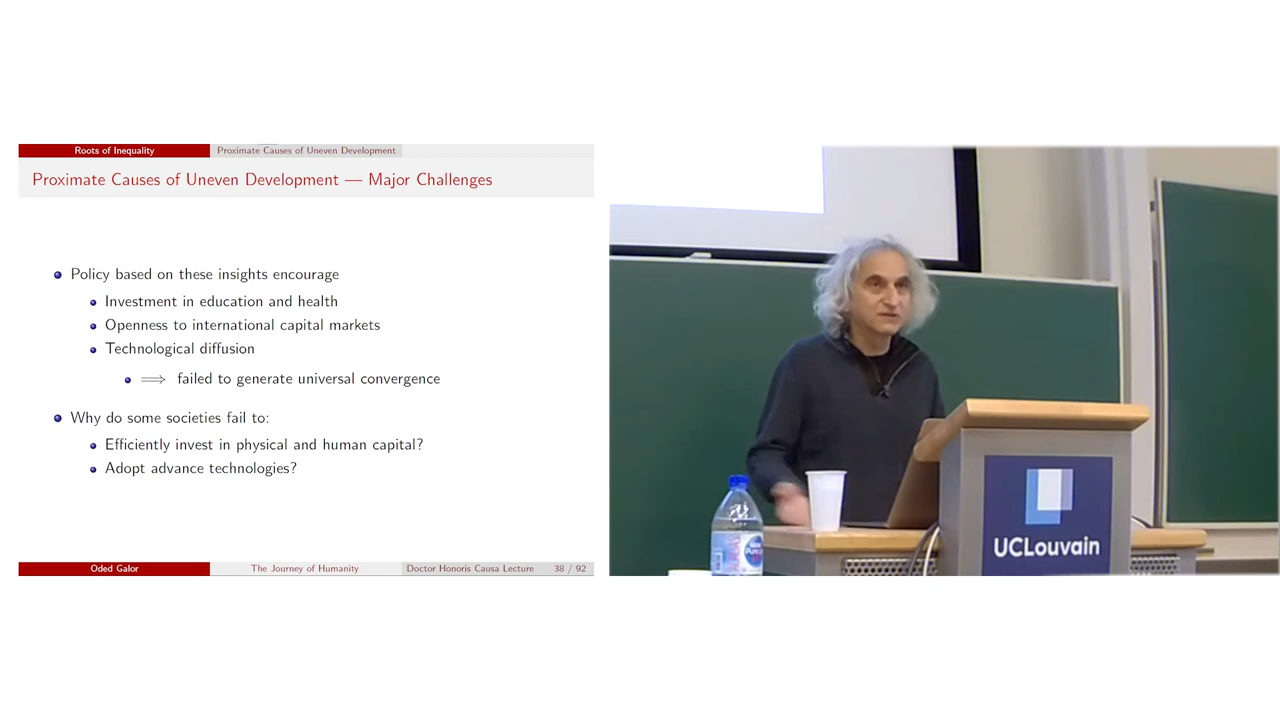 Roots of Inequality
Proximate Causes of Uneven Development
Proximate Causes of Uneven Development — Major Challenges
Policy based on these insights encourage
Investment in education and health
Openness to international capital markets
Technological diffusion
⟹ failed to generate universal convergence
Why do some societies fail to:
Efficiently invest in physical and human capital?
Adopt advance technologies?
Oded Galor
The Journey of Humanity
Doctor Honoris Causa Lecture
38 / 92
UCLouvain